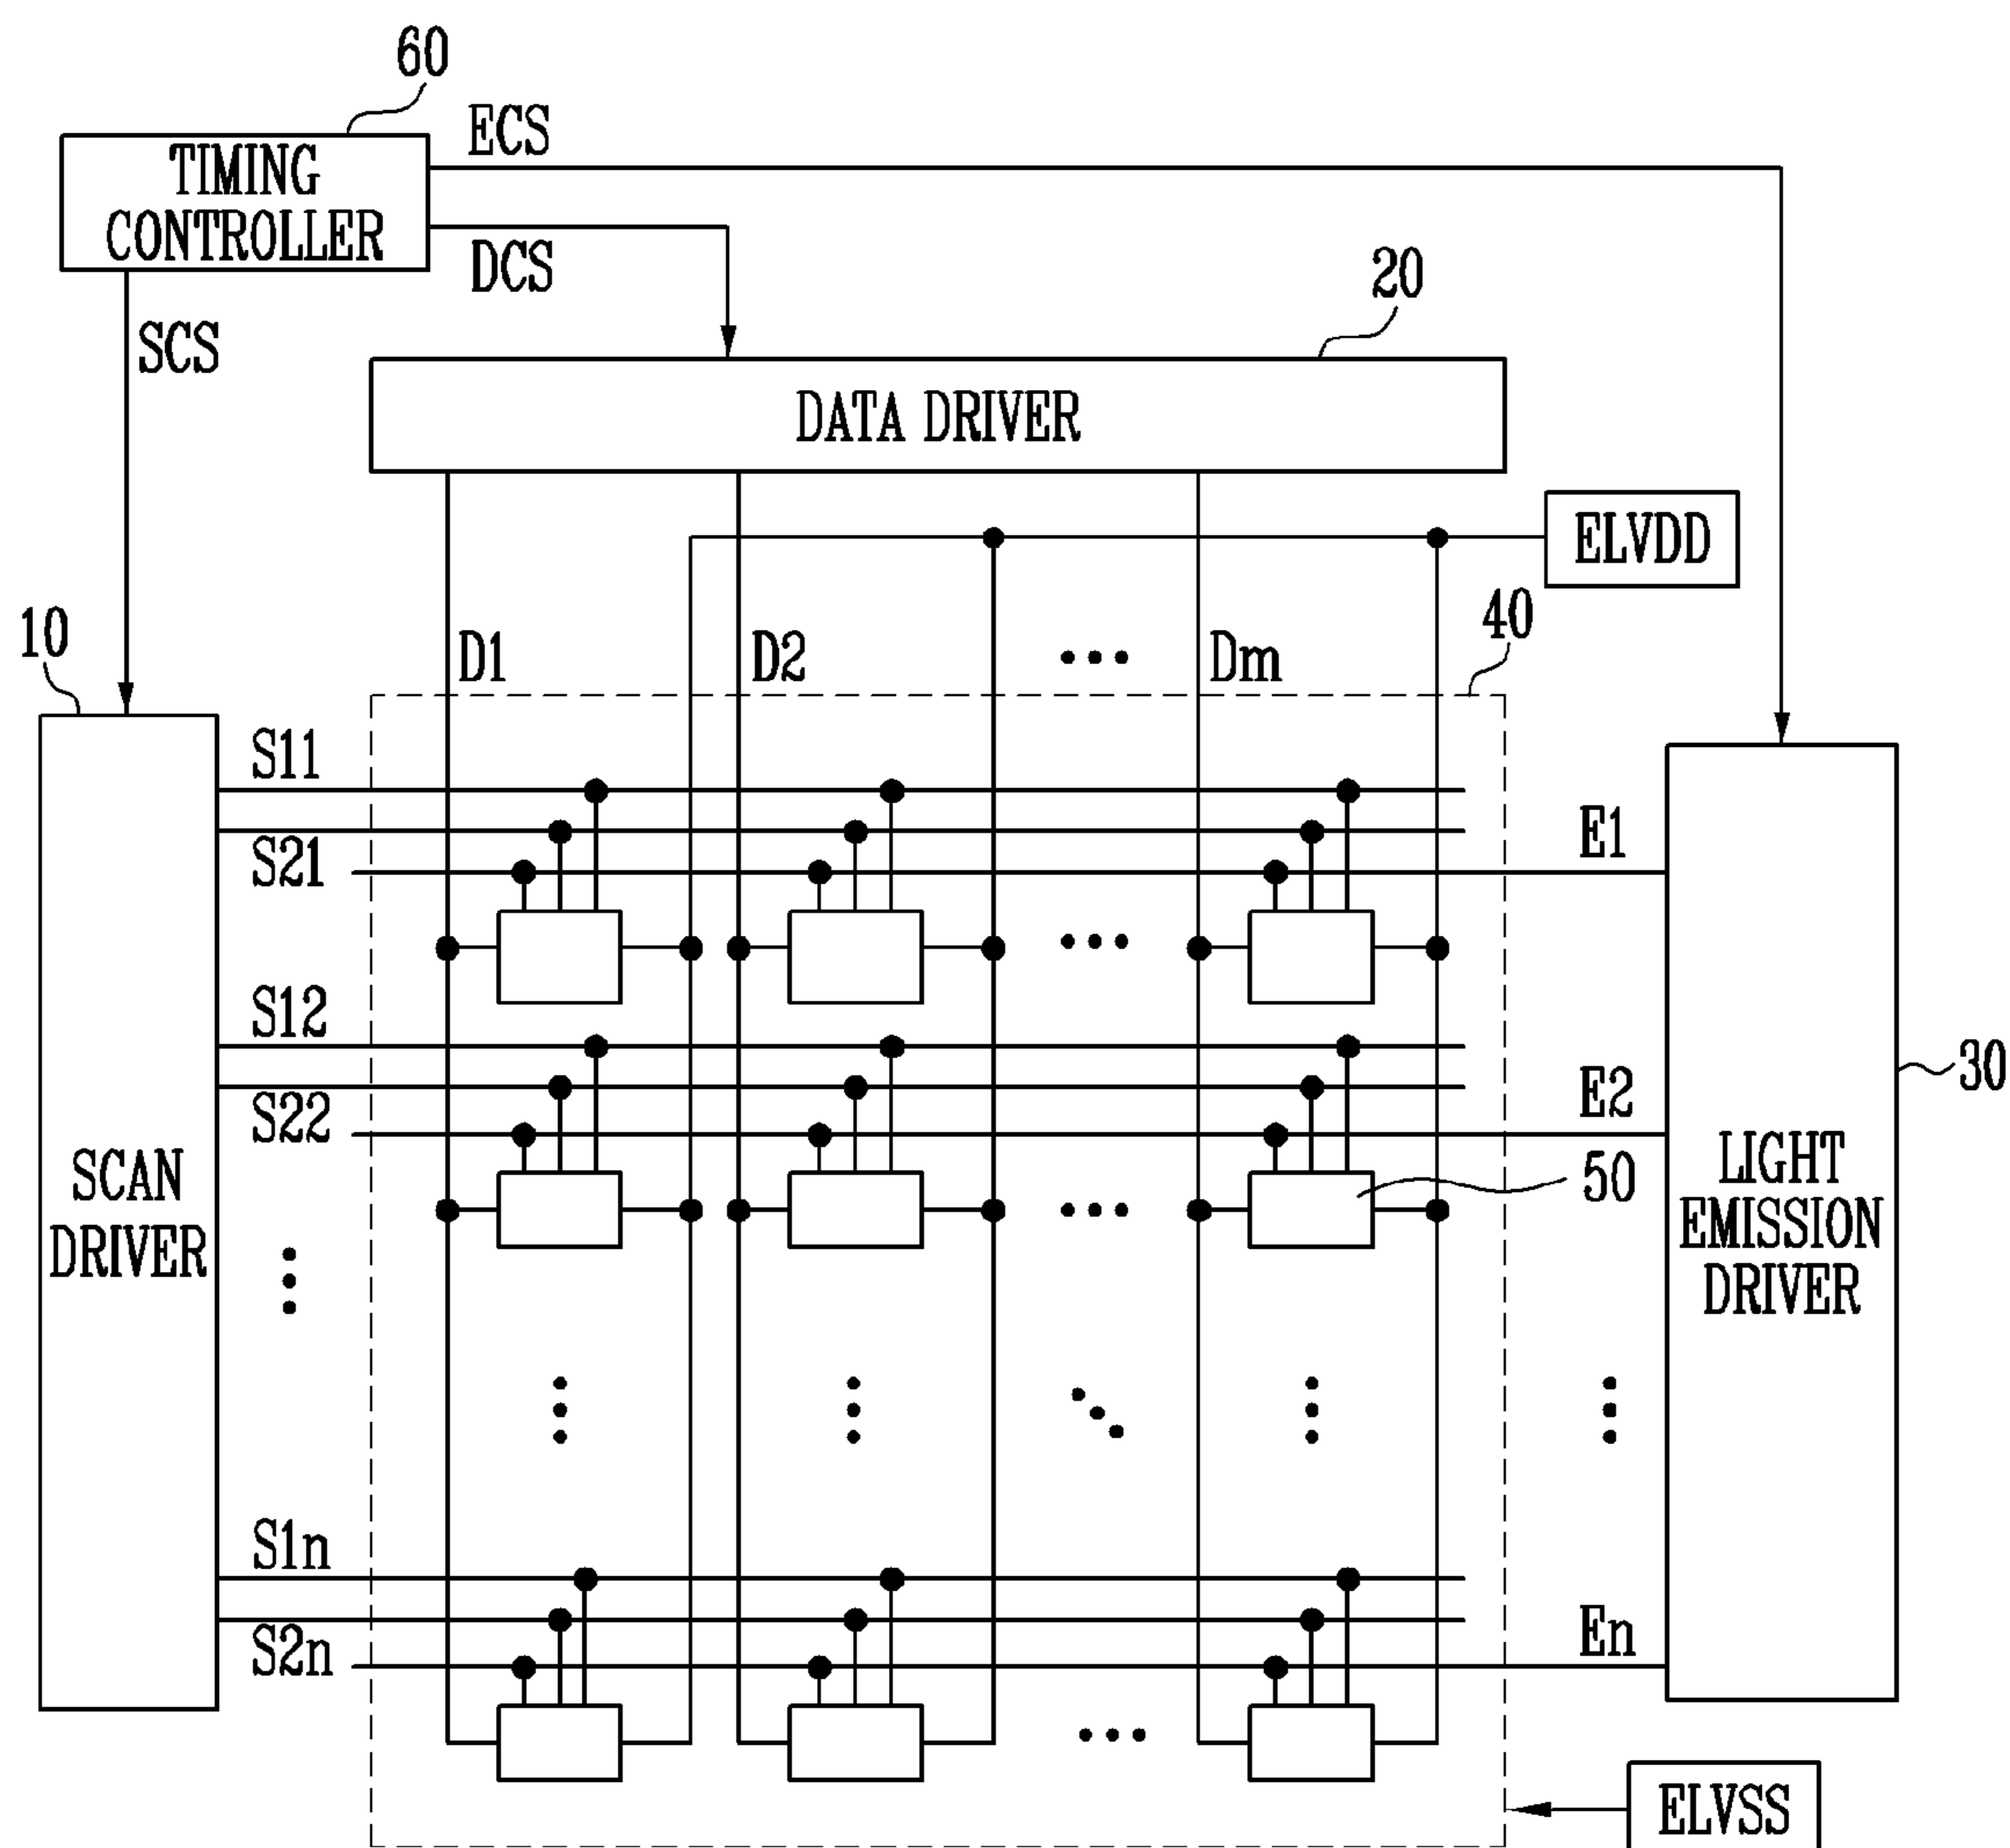 60
ECS
TIMING
CONTROLLER
DCS
20
SCS
DATA DRIVER
ELVDD
10
D1
D2
Dm
40
S11
S21
E1
S12
S22
E2
30
50
SCAN
DRIVER
LIGHT
EMISSION
DRIVER
S1n
S2n
En
ELVSS